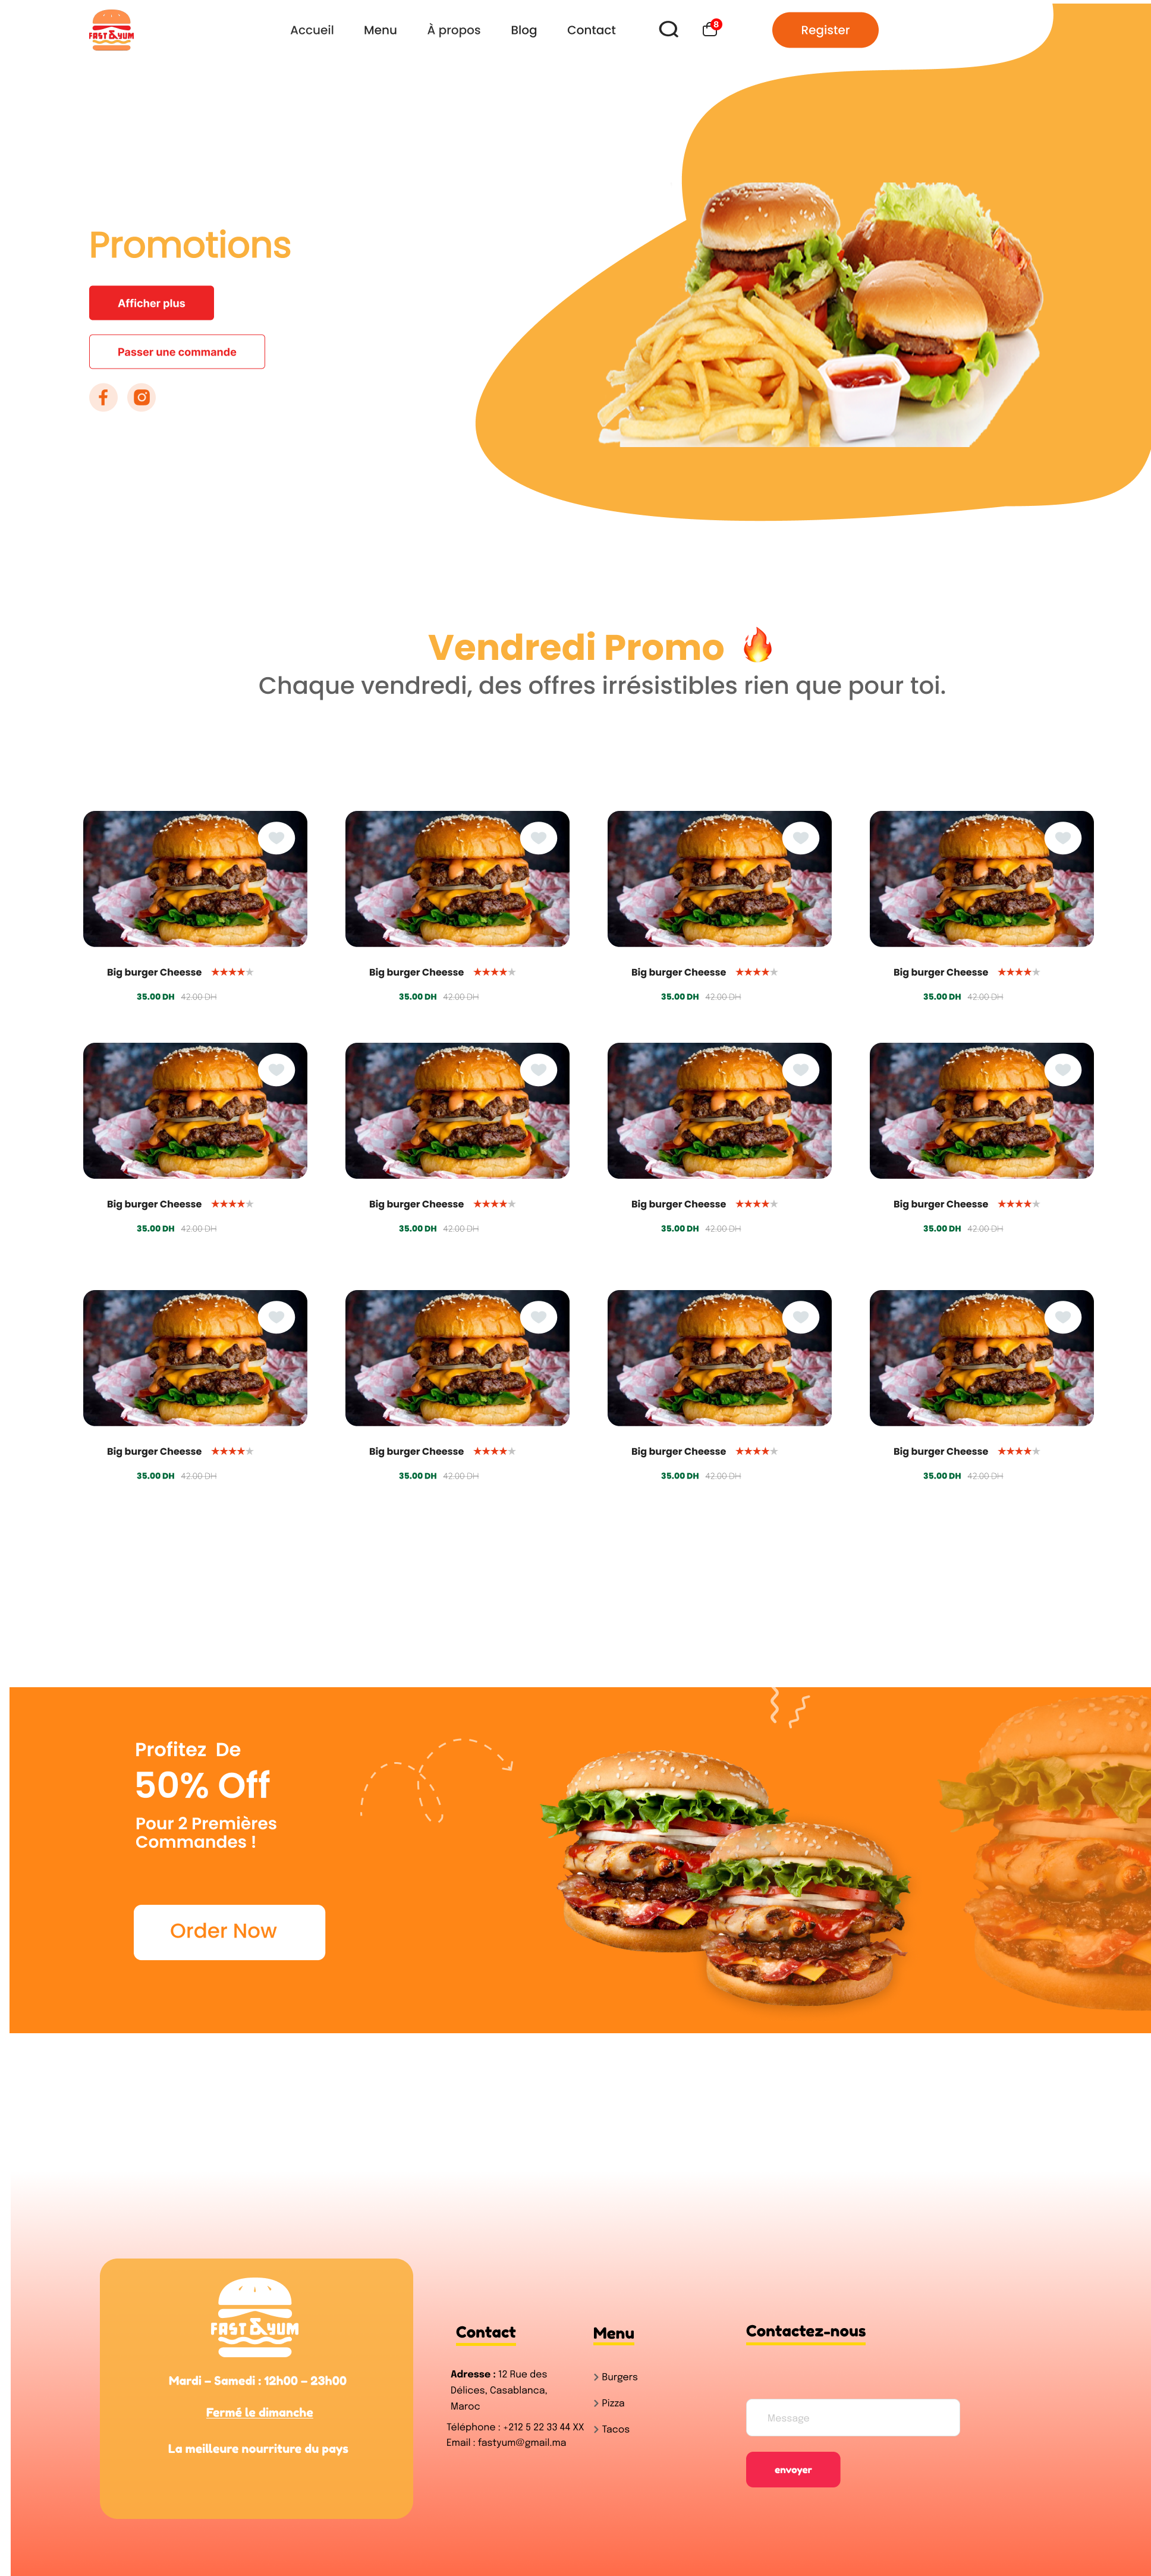 FAST & YUM
Accueil
Menu
À propos
Blog
Contact
8
Register
Promotions
Afficher plus
Passer une commande
Vendredi Promo
Chaque vendredi, des offres irrésistibles rien que pour toi.
Big burger Cheesse
35.00 DH 42.00 DH
Big burger Cheesse
35.00 DH 42.00 DH
Big burger Cheesse
35.00 DH 42.00 DH
Big burger Cheesse
35.00 DH 42.00 DH
Big burger Cheesse
35.00 DH 42.00 DH
Big burger Cheesse
35.00 DH 42.00 DH
Big burger Cheesse
35.00 DH 42.00 DH
Big burger Cheesse
35.00 DH 42.00 DH
Big burger Cheesse
35.00 DH 42.00 DH
Big burger Cheesse
35.00 DH 42.00 DH
Big burger Cheesse
35.00 DH 42.00 DH
Big burger Cheesse
35.00 DH 42.00 DH
Profitez De
50% Off
Pour 2 Premières
Commandes !
Order Now
FAST & YUM
Mardi – Samedi : 12h00 – 23h00
Fermé le dimanche
La meilleure nourriture du pays
Contact
Adresse : 12 Rue des
Délices, Casablanca,
Maroc
Téléphone : +212 5 22 33 44 XX
Email : fastyum@gmail.ma
Menu
Burgers
Pizza
Tacos
Contactez-nous
Message
envoyer